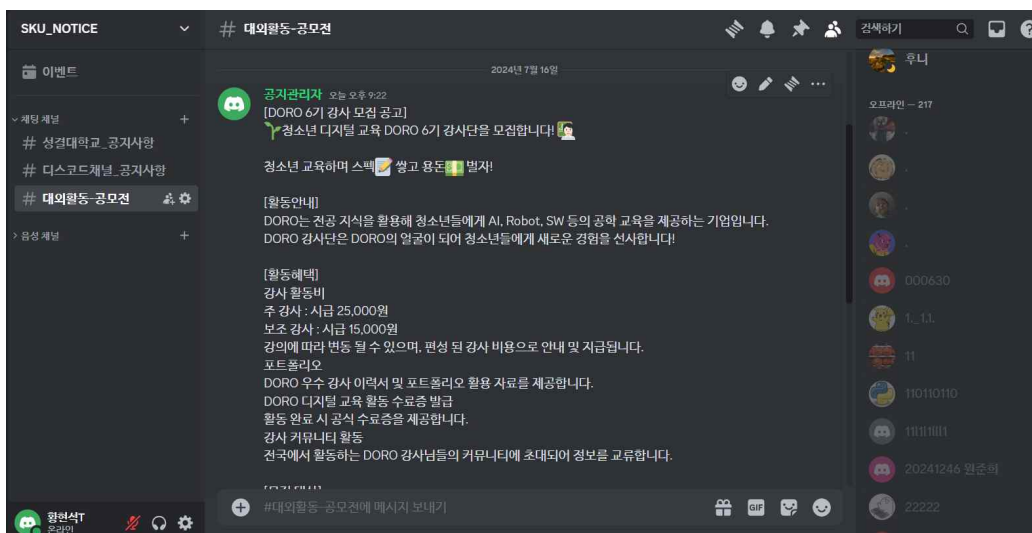 SKU_NOTICE
이벤트
채팅 채널
# 성결대학교_공지사항
# 디스코드채널_공지사항
# 대외활동-공모전
음성 채널
황현석T
온라인
# 대외활동-공모전
검색하기
2024년 7월 16일
공지관리자 오늘 오후 9:22
[DORO 6기 강사 모집 공고]
청소년 디지털 교육 DORO 6기 강사단을 모집합니다!
청소년 교육하며 스펙 쌓고 용돈 벌자!
[활동안내]
DORO는 전공 지식을 활용해 청소년들에게 AI, Robot, SW 등의 공학 교육을 제공하는 기업입니다.
DORO 강사단은 DORO의 얼굴이 되어 청소년들에게 새로운 경험을 선사합니다!
[활동혜택]
강사 활동비
주 강사 : 시급 25,000원
보조 강사 : 시급 15,000원
강의에 따라 변동 될 수 있으며, 편성 된 강사 비용으로 안내 및 지급됩니다.
포트폴리오
DORO 우수 강사 이력서 및 포트폴리오 활용 자료를 제공합니다.
DORO 디지털 교육 활동 수료증 발급
활동 완료 시 공식 수료증을 제공합니다.
강사 커뮤니티 활동
전국에서 활동하는 DORO 강사님들의 커뮤니티에 초대되어 정보를 교류합니다.
#대외활동-공모전에 메시지 보내기
GIF
후니
오프라인 — 217
.
.
.
.
000630
1._.1.1.
11
110110110
20241246 원준희
22222